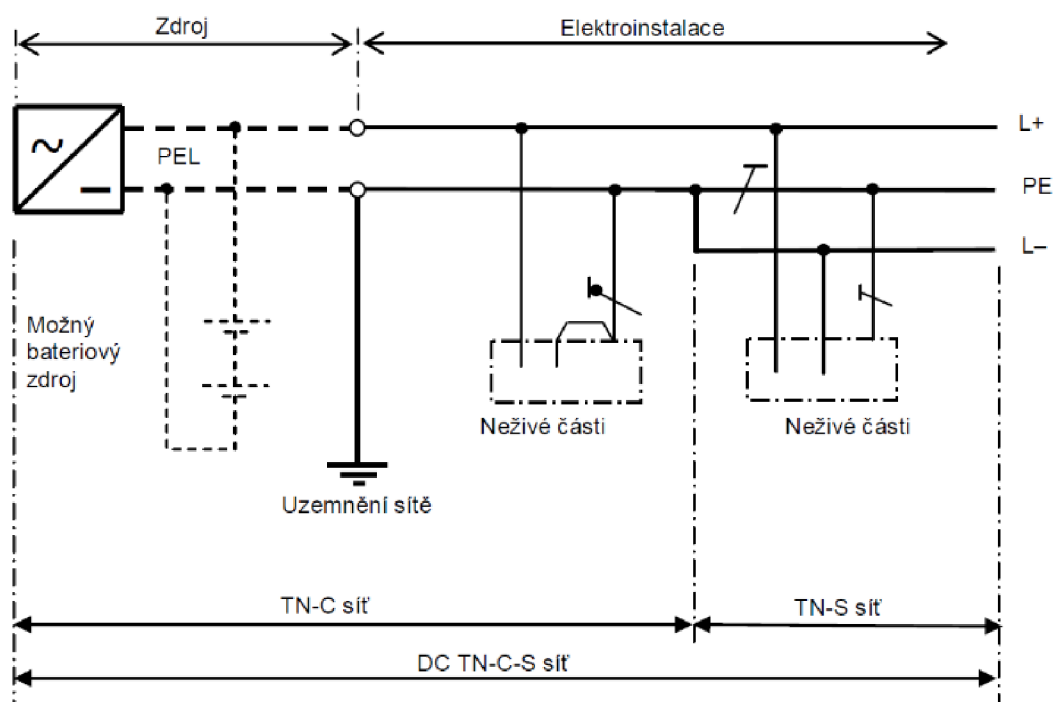 Zdroj
Elektroinstalace
L+
PEL
PE
L–
Možný
bateriový
zdroj
Neživé části
Neživé části
Uzemnění sítě
TN-C síť
TN-S síť
DC TN-C-S síť